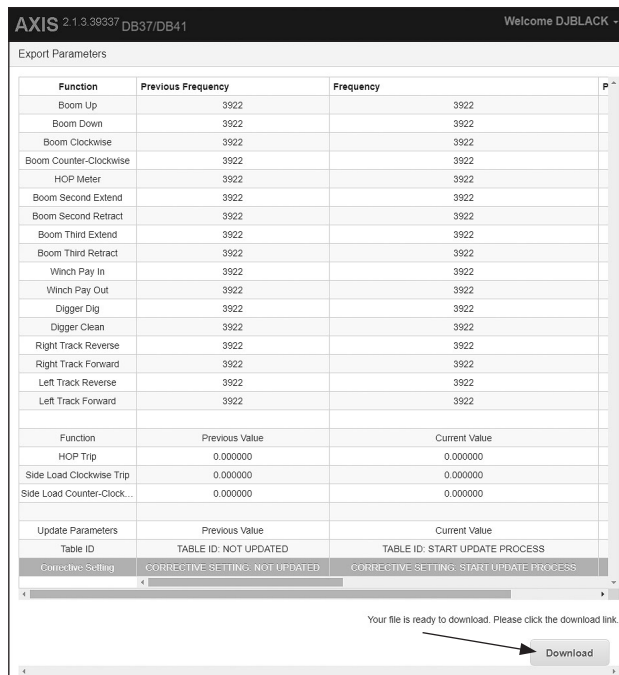 AXIS 2.1.3.39337 DB37/DB41 Welcome DJBLACK
Export Parameters
Function Previous Frequency Frequency P
Boom Up 3922 3922
Boom Down 3922 3922
Boom Clockwise 3922 3922
Boom Counter-Clockwise 3922 3922
HOP Meter 3922 3922
Boom Second Extend 3922 3922
Boom Second Retract 3922 3922
Boom Third Extend 3922 3922
Boom Third Retract 3922 3922
Winch Pay In 3922 3922
Winch Pay Out 3922 3922
Digger Dig 3922 3922
Digger Clean 3922 3922
Right Track Reverse 3922 3922
Right Track Forward 3922 3922
Left Track Reverse 3922 3922
Left Track Forward 3922 3922
Function Previous Value Current Value
HOP Trip 0.000000 0.000000
Side Load Clockwise Trip 0.000000 0.000000
Side Load Counter-Clock... 0.000000 0.000000
Update Parameters Previous Value Current Value
Table ID TABLE ID: NOT UPDATED TABLE ID: START UPDATE PROCESS
Corrective Setting CORRECTIVE SETTING: NOT UPDATED CORRECTIVE SETTING: START UPDATE PROCESS
Your file is ready to download. Please click the download link.
Download